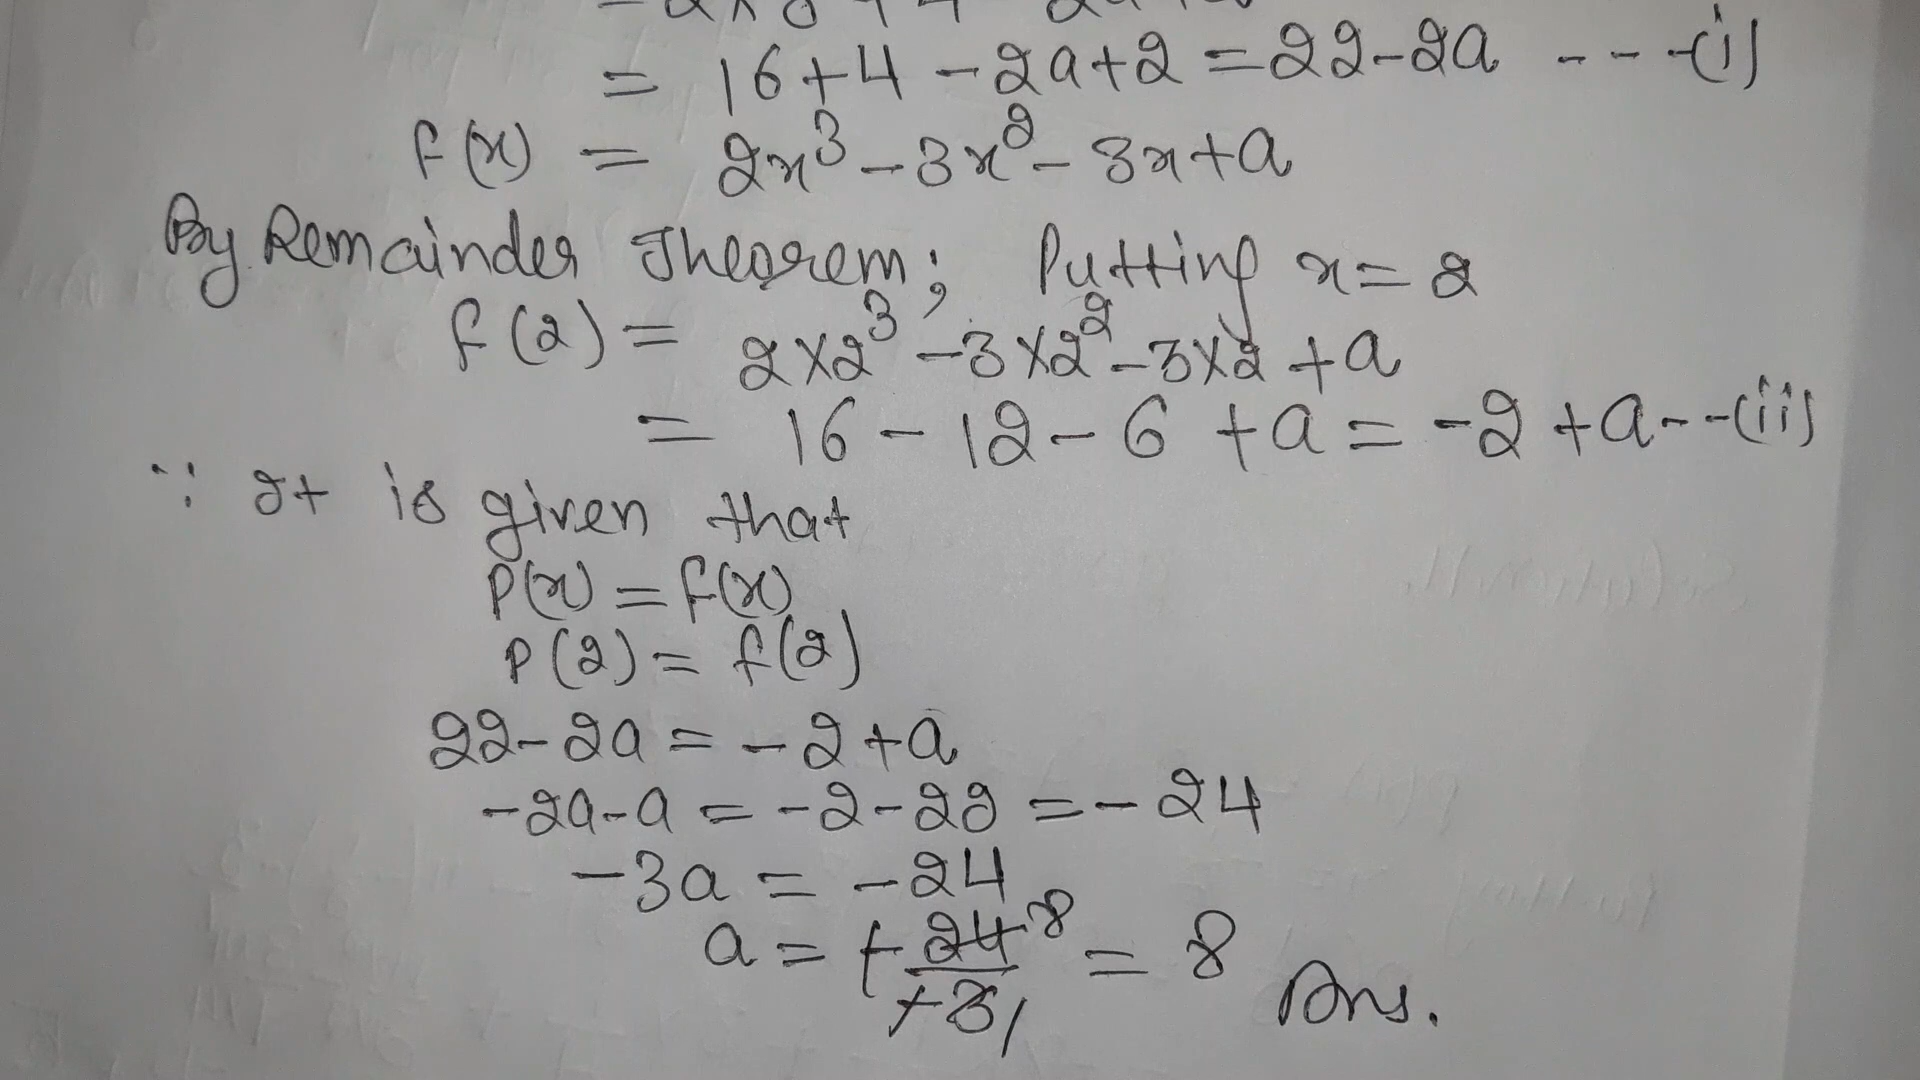 = 16+4-2a+2 = 22-2a ---(i)
f(x) = 2x³-3x²-3x+a
By Remainder Theorem; Putting x=2
f(2) = 2×2³-3×2²-3×2+a
= 16-12-6+a = -2+a--(ii)
∵ It is given that
P(x) = f(x)
P(2) = f(2)
22-2a = -2+a
-2a-a = -2-22 = -24
-3a = -24
a = +24/+3 8 = 8 Ans.